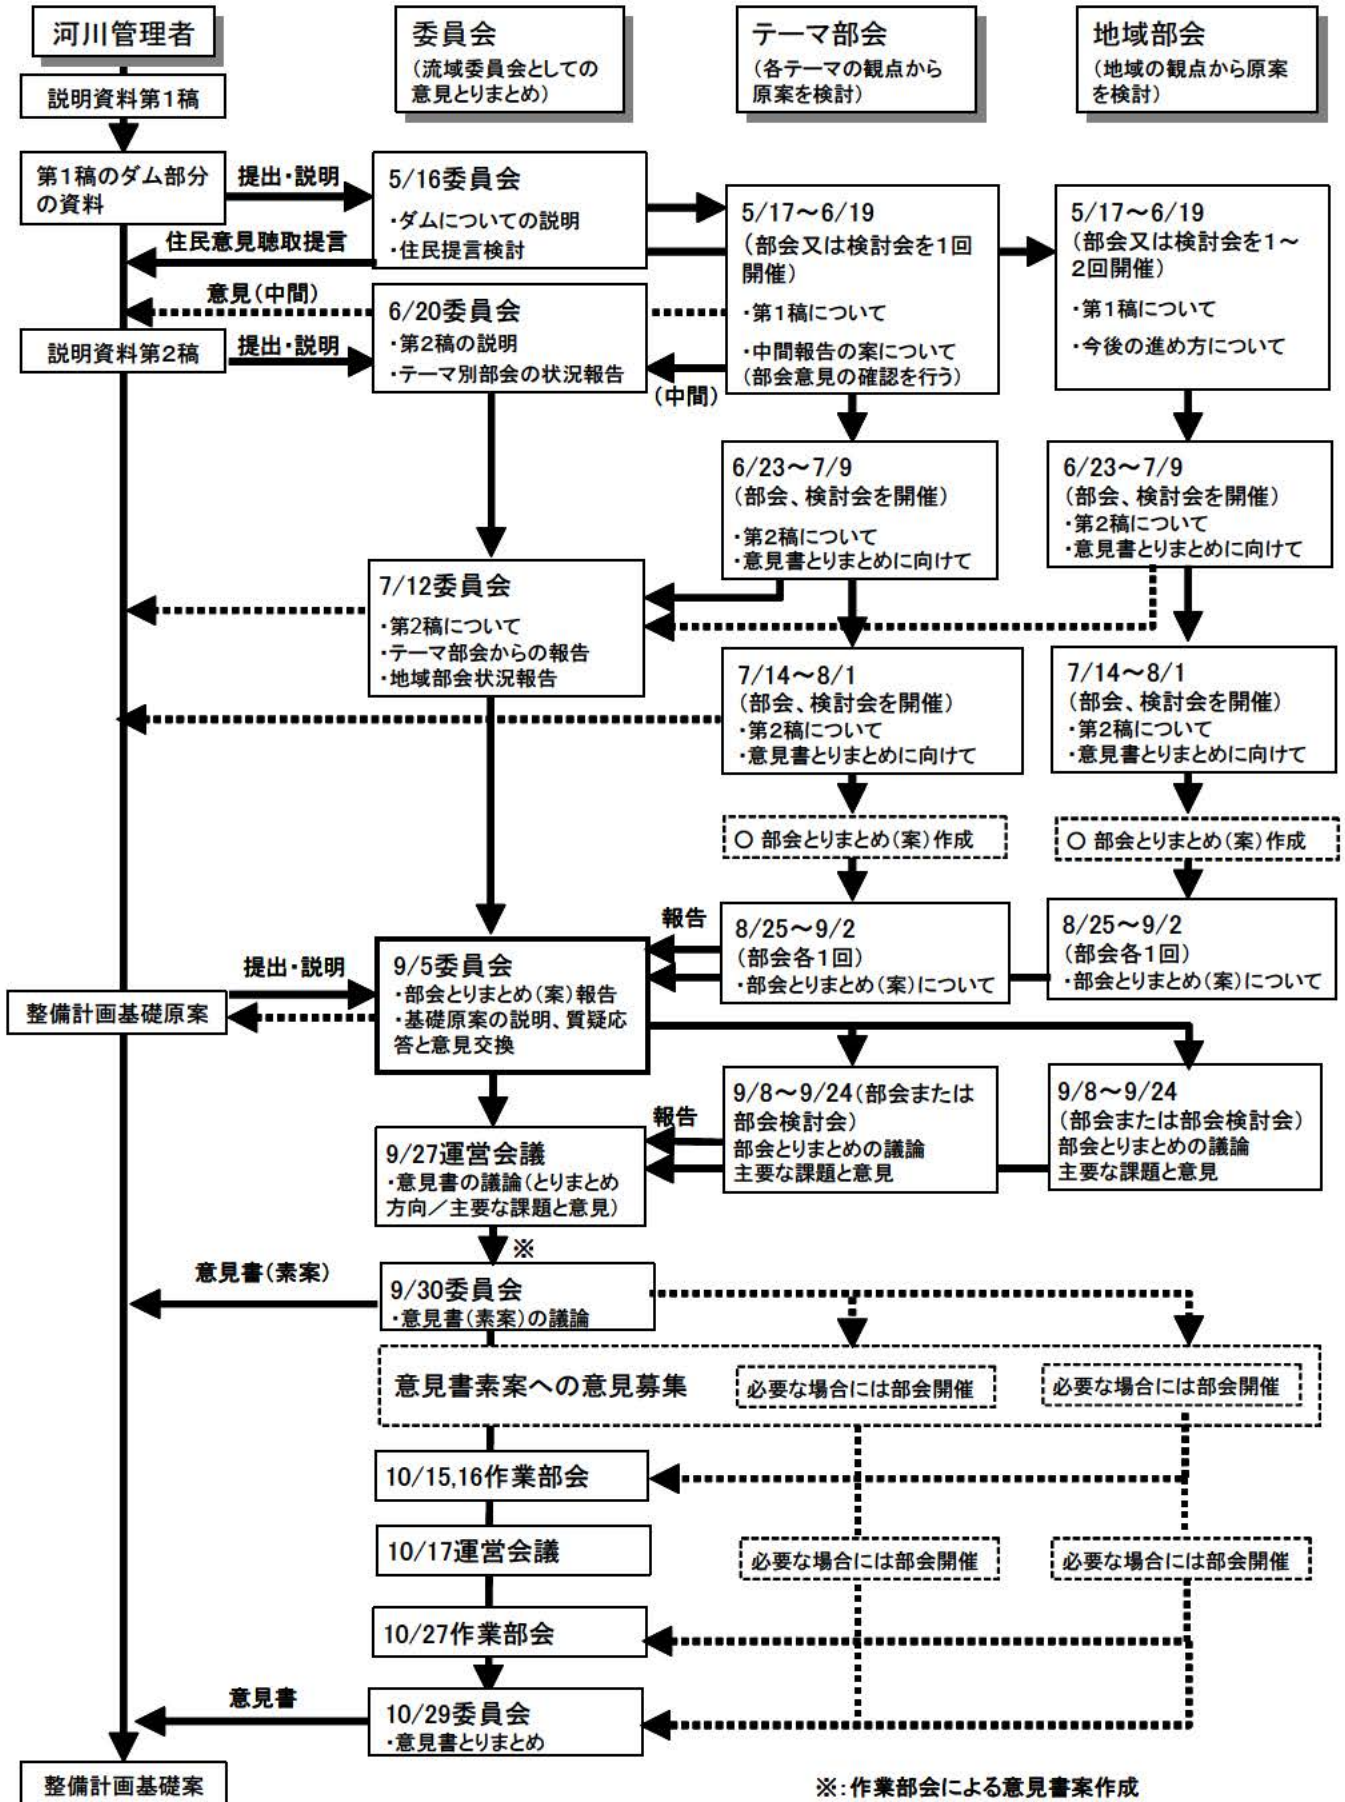 河川管理者
委員会
(流域委員会としての
意見とりまとめ)
テーマ部会
(各テーマの観点から
原案を検討)
地域部会
(地域の観点から原案
を検討)
説明資料第1稿
第1稿のダム部分
の資料
提出・説明
5/16委員会
・ダムについての説明
・住民提言検討
住民意見聴取提言
5/17～6/19
(部会又は検討会を1回
開催)
・第1稿について
・中間報告の案について
(部会意見の確認を行う)
5/17～6/19
(部会又は検討会を1～
2回開催)
・第1稿について
・今後の進め方について
意見(中間)
説明資料第2稿
提出・説明
6/20委員会
・第2稿の説明
・テーマ別部会の状況報告
(中間)
6/23～7/9
(部会、検討会を開催)
・第2稿について
・意見書とりまとめに向けて
6/23～7/9
(部会、検討会を開催)
・第2稿について
・意見書とりまとめに向けて
7/12委員会
・第2稿について
・テーマ部会からの報告
・地域部会状況報告
7/14～8/1
(部会、検討会を開催)
・第2稿について
・意見書とりまとめに向けて
7/14～8/1
(部会、検討会を開催)
・第2稿について
・意見書とりまとめに向けて
○ 部会とりまとめ(案)作成
○ 部会とりまとめ(案)作成
報告
8/25～9/2
(部会各1回)
・部会とりまとめ(案)について
8/25～9/2
(部会各1回)
・部会とりまとめ(案)について
提出・説明
整備計画基礎原案
9/5委員会
・部会とりまとめ(案)報告
・基礎原案の説明、質疑応
答と意見交換
9/8～9/24(部会または
部会検討会)
部会とりまとめの議論
主要な課題と意見
9/8～9/24
(部会または部会検討会)
部会とりまとめの議論
主要な課題と意見
報告
9/27運営会議
・意見書の議論(とりまとめ
方向／主要な課題と意見)
※
意見書(素案)
9/30委員会
・意見書(素案)の議論
意見書素案への意見募集
必要な場合には部会開催
必要な場合には部会開催
10/15,16作業部会
10/17運営会議
必要な場合には部会開催
必要な場合には部会開催
10/27作業部会
意見書
10/29委員会
・意見書とりまとめ
整備計画基礎案
※:作業部会による意見書案作成